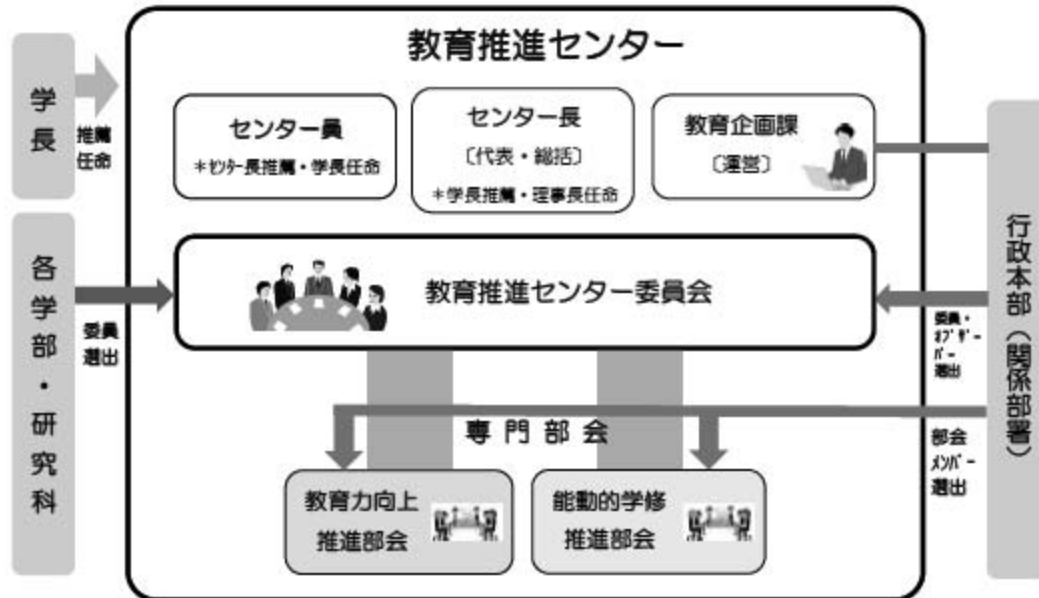 教育推進センター
学長
推薦
任命
センター員
＊ｾﾝﾀｰ長推薦・学長任命
センター長
〔代表・総括〕
＊学長推薦・理事長任命
教育企画課
〔運営〕
各学部・研究科
委員
選出
教育推進センター委員会
行政本部（関係部署）
委員・
ｵﾌﾞｻﾞｰ
ﾊﾞｰ
選出
専門部会
部会
ﾒﾝﾊﾞｰ
選出
教育力向上
推進部会
能動的学修
推進部会